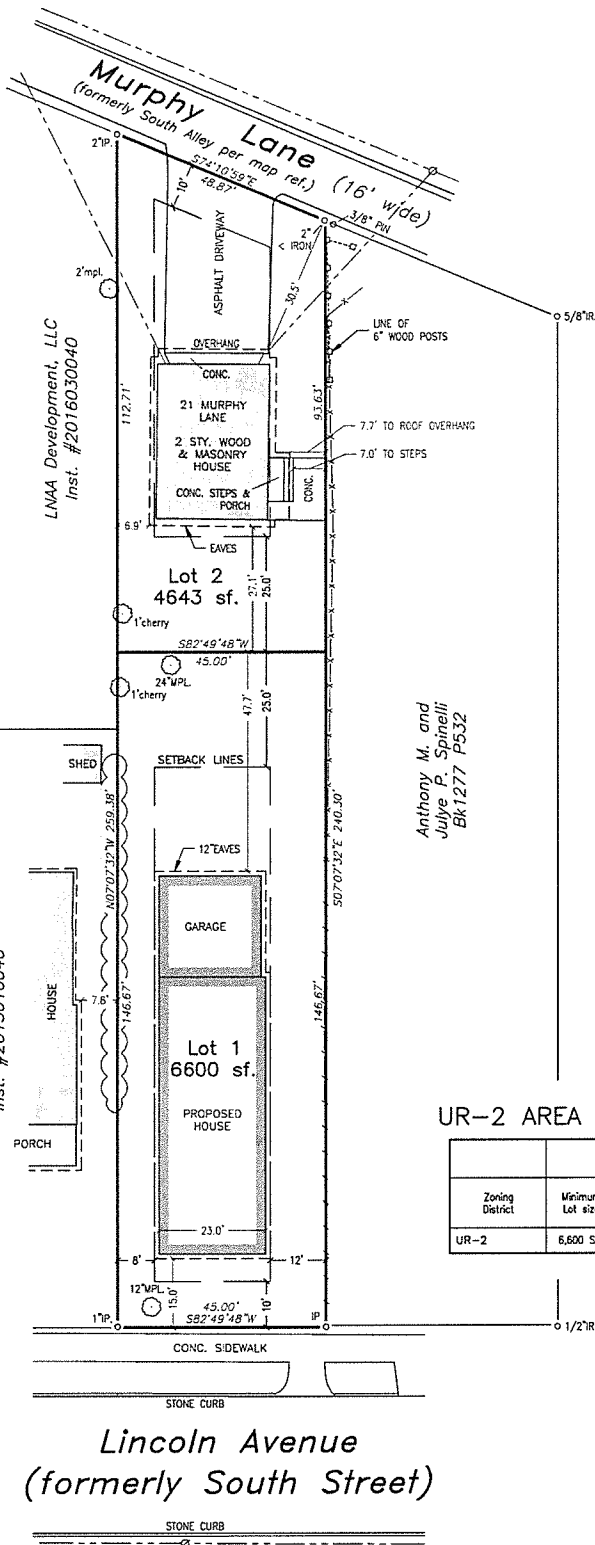 Murphy Lane (16' wide)
(formerly South Alley per map ref.)
2"IP.
S74°10'59"E
48.87'
10'
2"
< IRON
3/8" PIN
5/8"IR.
2"mpl.
ASPHALT DRIVEWAY
30.5'
LINE OF
6" WOOD POSTS
OVERHANG
CONC.
21 MURPHY
LANE
2 STY. WOOD
& MASONRY
HOUSE
CONC. STEPS &
PORCH
CONC.
7.7' TO ROOF OVERHANG
7.0' TO STEPS
LNAA Development, LLC
Inst. #2016030040
112.71'
93.63'
6.9'
EAVES
Lot 2
4643 sf.
27.1'
25.0'
1"cherry
S82°49'48"W
45.00'
24"MPL.
1"cherry
47.7'
25.0'
SHED
SETBACK LINES
Anthony M. and
Julye P. Spinelli
Bk1277 P532
N07°07'32"W 259.38'
S07°07'32"E 240.30'
12"EAVES
GARAGE
HOUSE
7.6'
146.67'
146.67'
Lot 1
6600 sf.
PROPOSED
HOUSE
PORCH
UR-2 AREA
Zoning
District
Minimum
Lot size
UR-2
6,600 S
23.0'
8'
12'
12"MPL.
15.0'
10'
45.00'
S82°49'48"W
1"IP.
IP
1/2"IR
CONC. SIDEWALK
STONE CURB
Lincoln Avenue
(formerly South Street)
STONE CURB